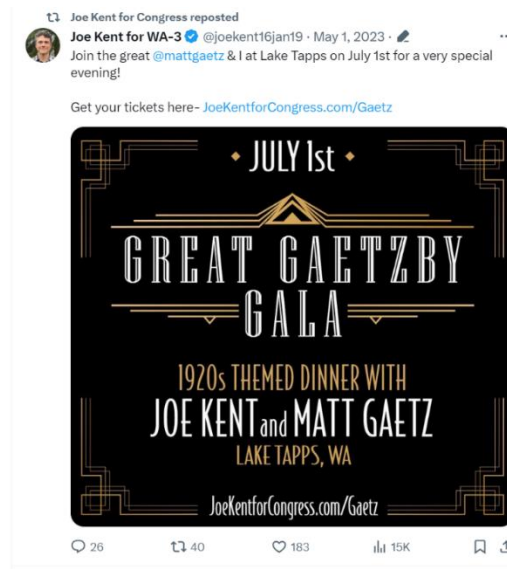 Joe Kent for Congress reposted
Joe Kent for WA-3 @joekent16jan19 · May 1, 2023 ·
Join the great @mattgaetz & I at Lake Tapps on July 1st for a very special
evening!
Get your tickets here- JoeKentforCongress.com/Gaetz
JULY 1st
GREAT GAETZBY
GALA
1920s THEMED DINNER WITH
JOE KENT and MATT GAETZ
LAKE TAPPS, WA
JoeKentforCongress.com/Gaetz
26 40 183 15K